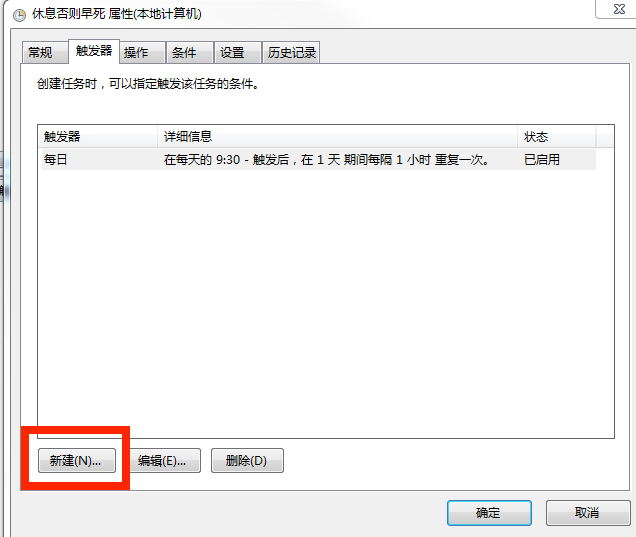 休息否则早死 属性(本地计算机)
常规 触发器 操作 条件 设置 历史记录
创建任务时，可以指定触发该任务的条件。
触发器 详细信息 状态
每日 在每天的 9:30 - 触发后，在 1 天 期间每隔 1 小时 重复一次。 已启用
新建(N)... 编辑(E)... 删除(D)
确定 取消